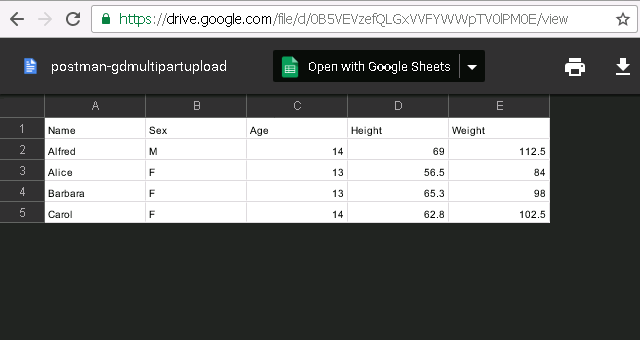 https://drive.google.com/file/d/0B5VEVzefQLGxVVFYWWpTV0lPM0E/view
postman-gdmultipartupload Open with Google Sheets
A B C D E
1 Name Sex Age Height Weight
2 Alfred M 14 69 112.5
3 Alice F 13 56.5 84
4 Barbara F 13 65.3 98
5 Carol F 14 62.8 102.5